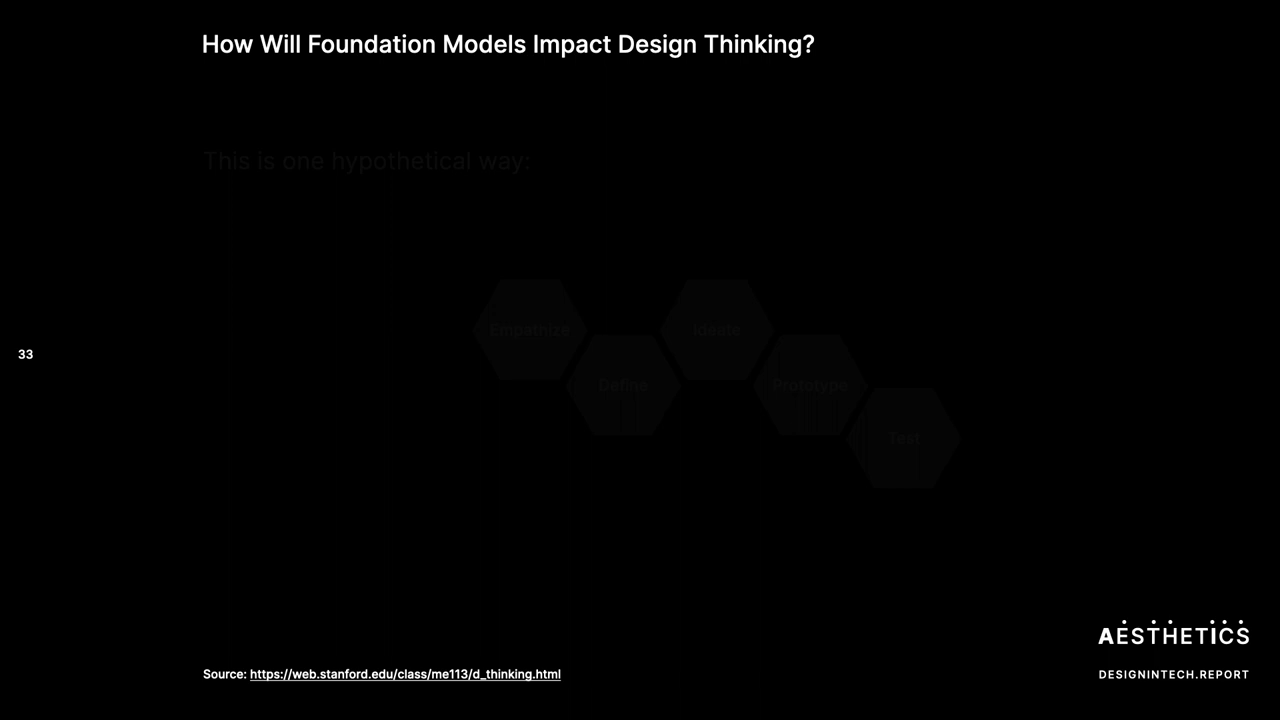 How Will Foundation Models Impact Design Thinking?
This is one hypothetical way:
Empathize
Ideate
Define
Prototype
Test
33
AESTHETICS
Source: https://web.stanford.edu/class/me113/d_thinking.html
DESIGNINTECH.REPORT